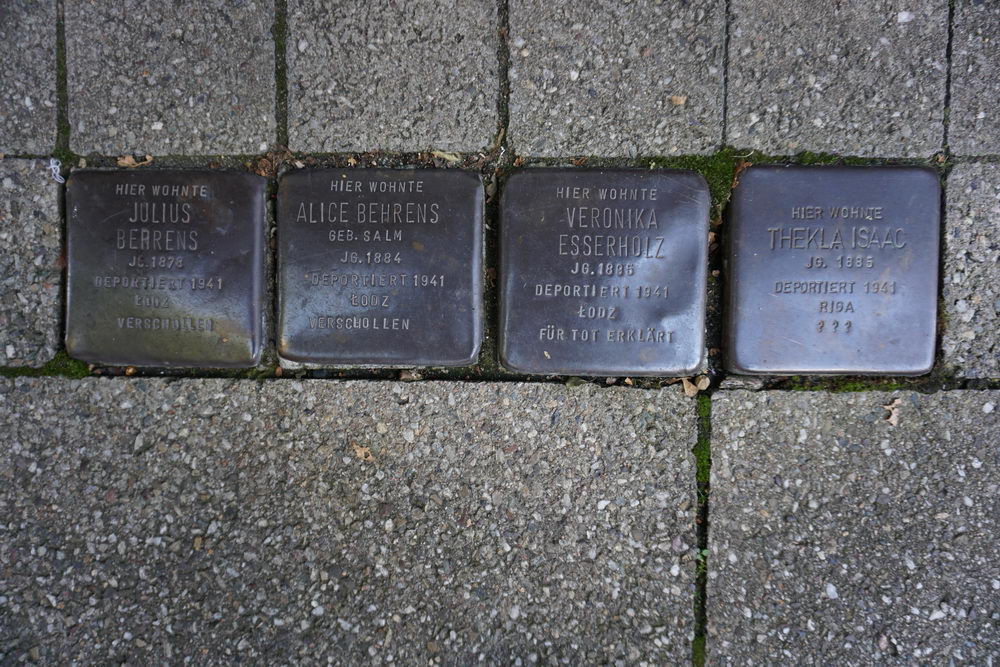 HIER WOHNTE
JULIUS
BEHRENS
JG. 1878
DEPORTIERT 1941
ŁODZ
VERSCHOLLEN
HIER WOHNTE
ALICE BEHRENS
GEB. SALM
JG. 1884
DEPORTIERT 1941
ŁODZ
VERSCHOLLEN
HIER WOHNTE
VERONIKA
ESSERHOLZ
JG. 1885
DEPORTIERT 1941
ŁODZ
FÜR TOT ERKLÄRT
HIER WOHNTE
THEKLA ISAAC
JG. 1885
DEPORTIERT 1941
RIGA
???